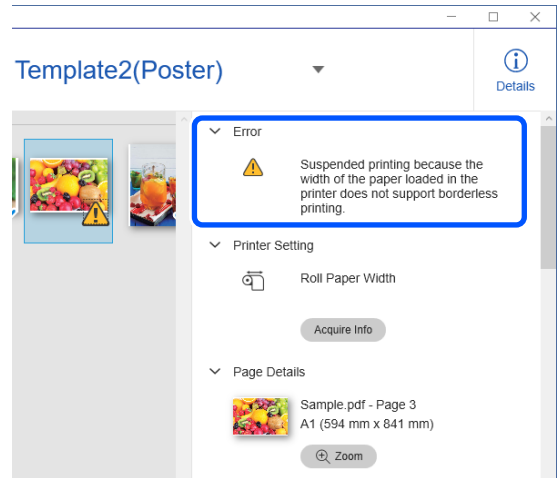 Template2(Poster)
Details
Error
Suspended printing because the
width of the paper loaded in the
printer does not support borderless
printing.
Printer Setting
Roll Paper Width
Acquire Info
Page Details
Sample.pdf - Page 3
A1 (594 mm x 841 mm)
Zoom